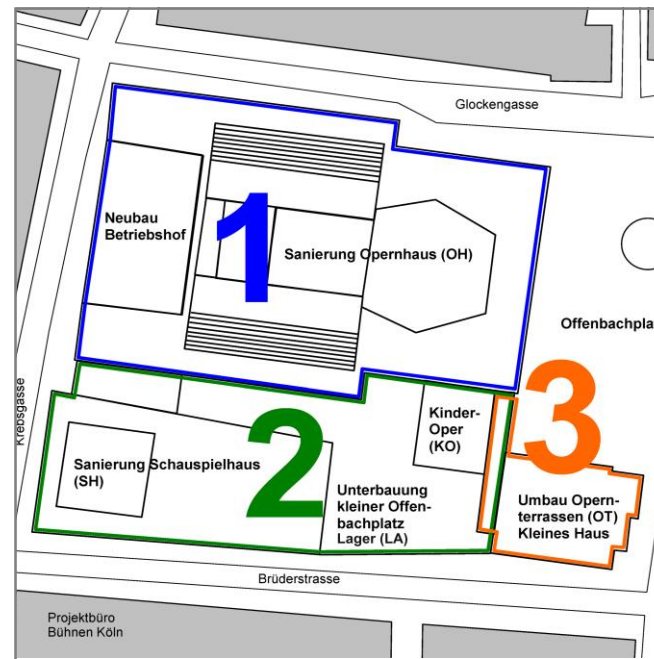 Glockengasse
1
Neubau
Betriebshof
Sanierung Opernhaus (OH)
Offenbachpla
3
Krebsgasse
2
Kinder-
Oper
(KO)
Sanierung Schauspielhaus
(SH)
Unterbauung
kleiner Offen-
bachplatz
Lager (LA)
Umbau Opern-
terrassen (OT)
Kleines Haus
Brüderstrasse
Projektbüro
Bühnen Köln